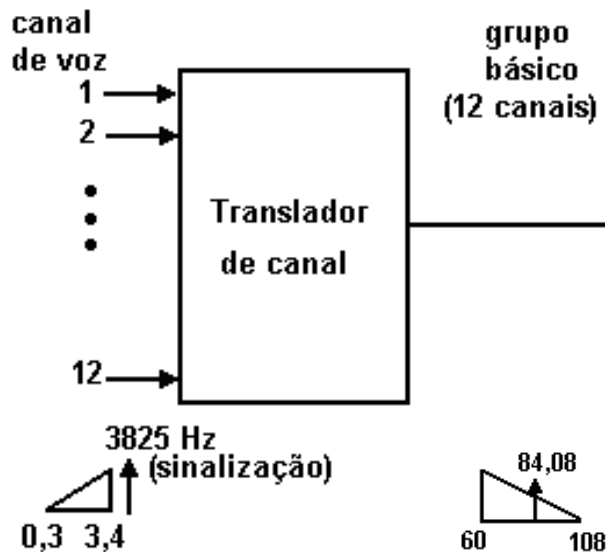 canal
de voz
grupo
básico
(12 canais)
1
2
Translador
de canal
12
3825 Hz
(sinalização)
0,3 3,4
84,08
60 108